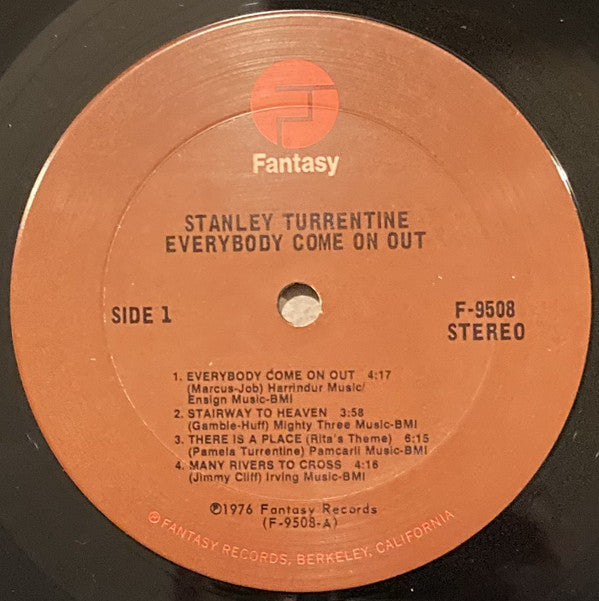 Fantasy
STANLEY TURRENTINE
EVERYBODY COME ON OUT
SIDE 1
F-9508
STEREO
1. EVERYBODY COME ON OUT 4:17
(Marcus-Job) Harrindur Music/
Ensign Music-BMI
2. STAIRWAY TO HEAVEN 3:58
(Gamble-Huff) Mighty Three Music-BMI
3. THERE IS A PLACE (Rita's Theme) 6:15
(Pamela Turrentine) Pamcarli Music-BMI
4. MANY RIVERS TO CROSS 4:16
(Jimmy Cliff) Irving Music-BMI
℗1976 Fantasy Records
(F-9508-A)
℗ FANTASY RECORDS, BERKELEY, CALIFORNIA